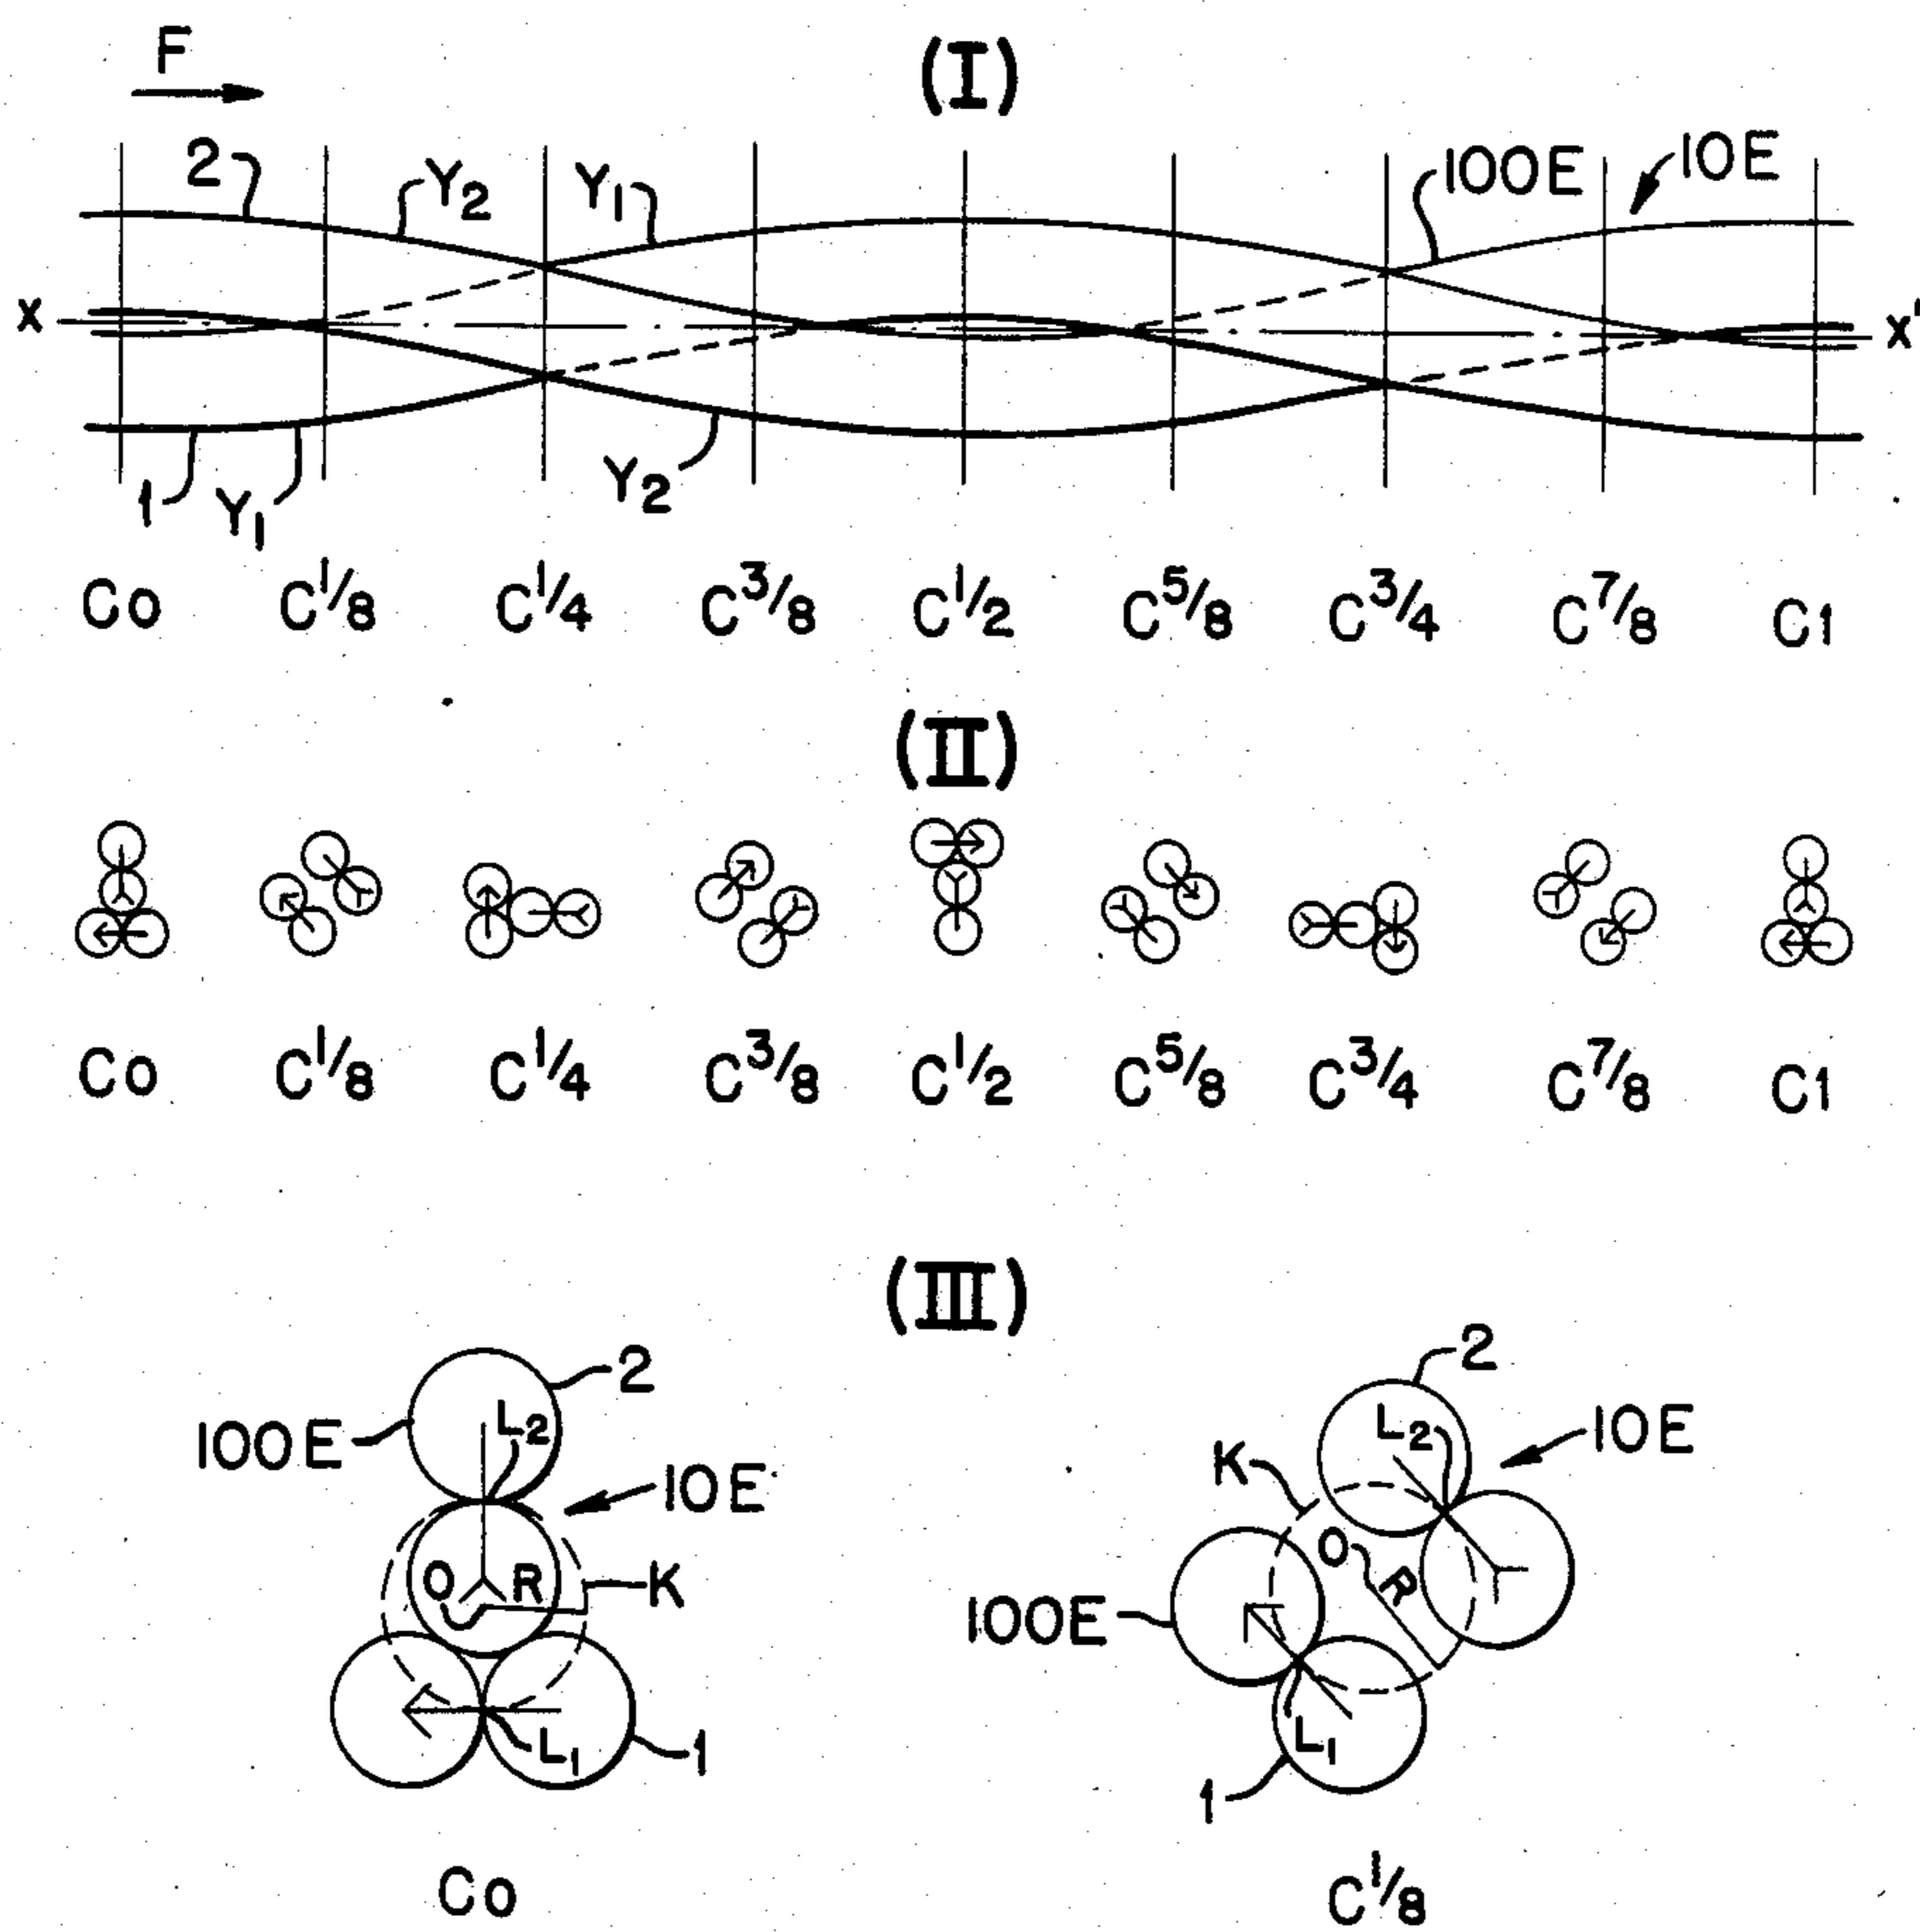 F
(I)
2
Y2
Y1
100E
10E
X
X'
1
Y1
Y2
Co
C1/8
C1/4
C3/8
C1/2
C5/8
C3/4
C7/8
C1
(II)
Co
C1/8
C1/4
C3/8
C1/2
C5/8
C3/4
C7/8
C1
(III)
2
L2
100E
10E
O
R
K
L1
1
Co
2
L2
10E
K
O
R
100E
L1
1
C1/8